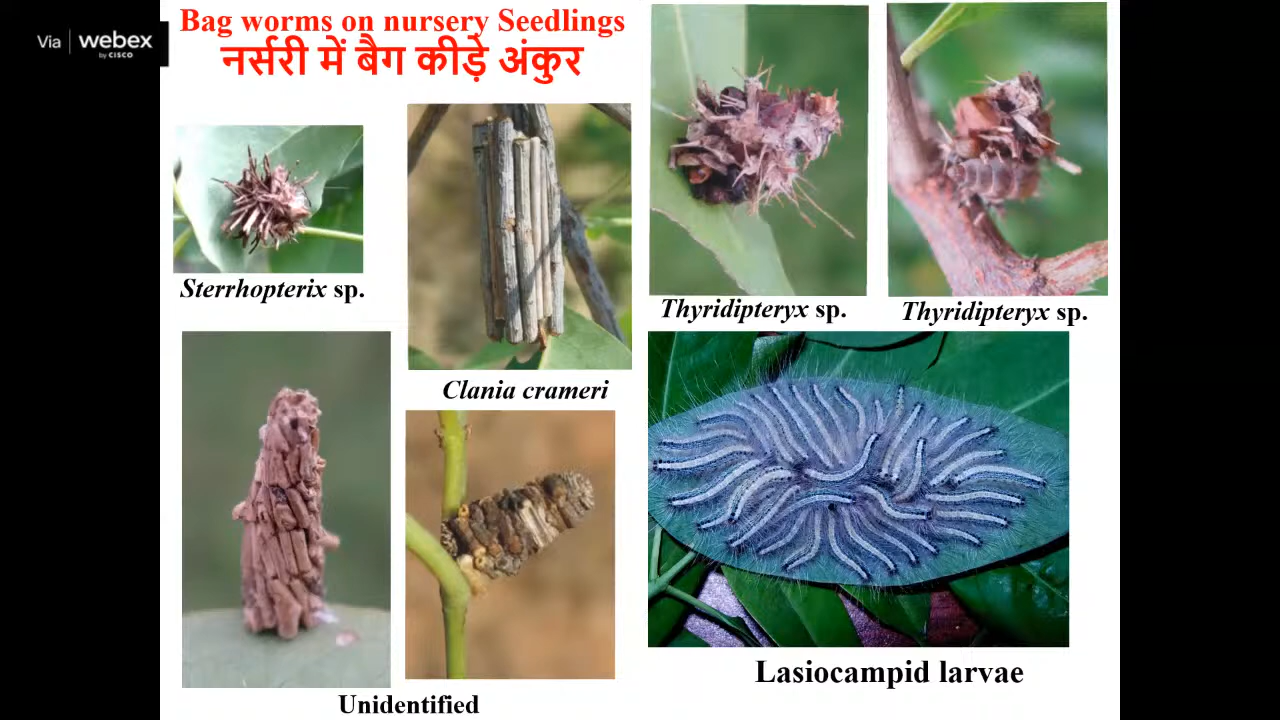 Via | webex
by CISCO
Bag worms on nursery Seedlings
नर्सरी में बैग कीड़े अंकुर
Sterrhopterix sp.
Clania crameri
Thyridipteryx sp.
Thyridipteryx sp.
Unidentified
Lasiocampid larvae